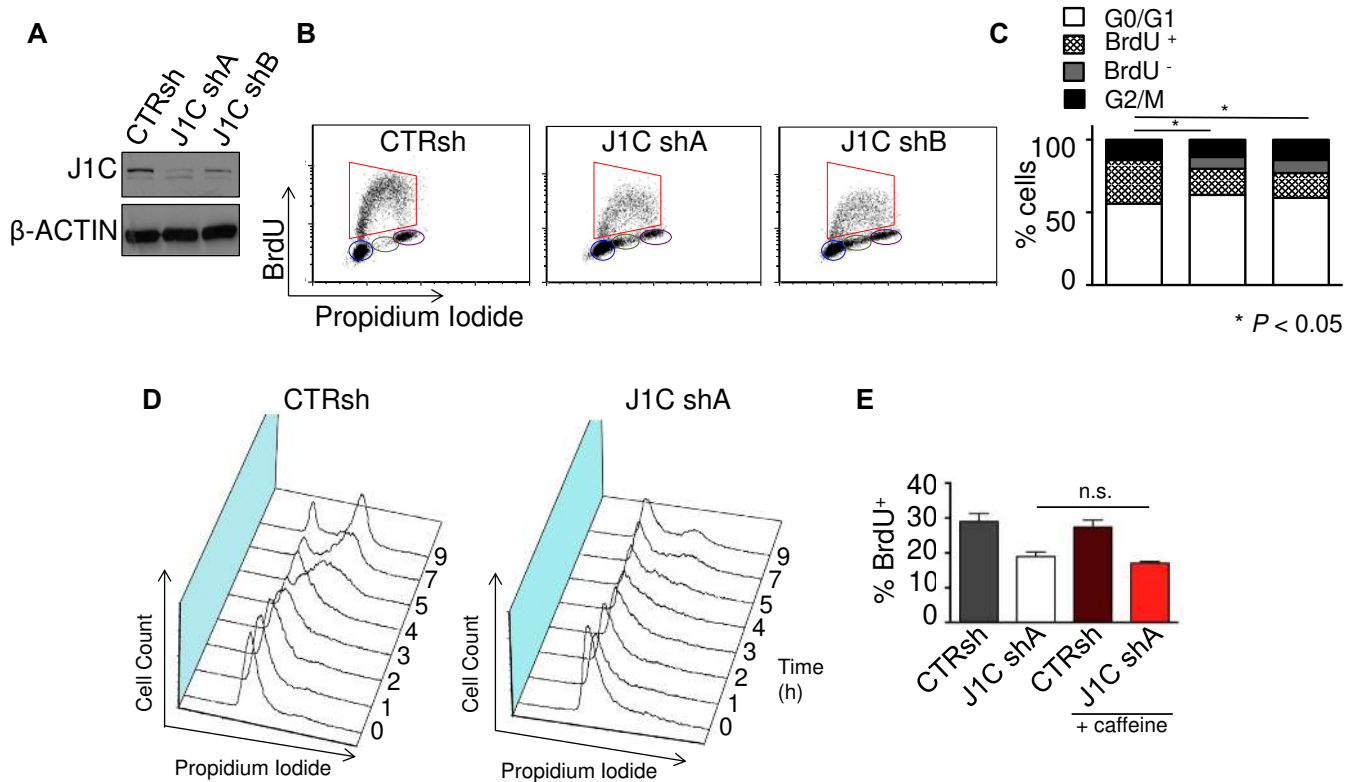 A
CTRsh
J1C shA
J1C shB
J1C
β-ACTIN
B
CTRsh
J1C shA
J1C shB
BrdU
Propidium Iodide
C
G0/G1
BrdU +
BrdU -
G2/M
*
*
100
50
0
% cells
* P < 0.05
D
CTRsh
J1C shA
Cell Count
Propidium Iodide
9
7
5
4
3
2
1
0
Cell Count
Propidium Iodide
9
7
5
4
3
2
1
0
Time
(h)
E
n.s.
% BrdU+
40
30
20
10
0
CTRsh
J1C shA
CTRsh
J1C shA
+ caffeine